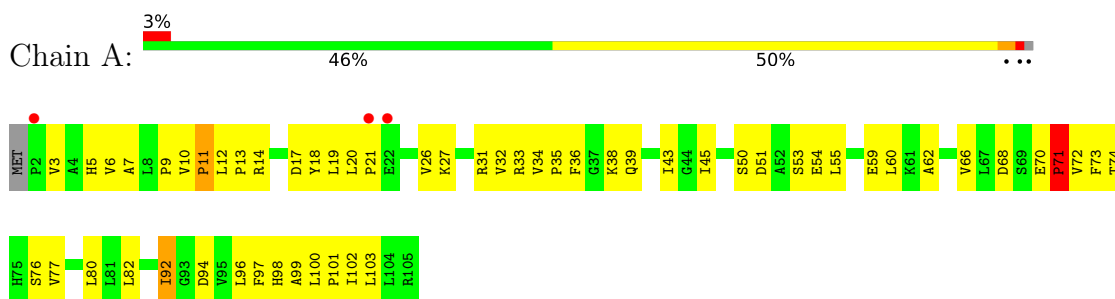 3%
Chain A:
46% 50% • ••
MET P2 V3 A4 H5 V6 A7 L8 P9 V10 P11 L12 P13 R14 D17 Y18 L19 L20 P21 E22 V26 K27 R31 V32 R33 V34 P35 F36 G37 K38 Q39 I43 G44 I45 S50 D51 A52 S53 E54 L55 E59 L60 K61 A62 V66 L67 D68 S69 E70 P71 V72 F73 T74
H75 S76 V77 L80 L81 L82 I92 G93 D94 V95 L96 F97 H98 A99 L100 P101 I102 L103 L104 R105